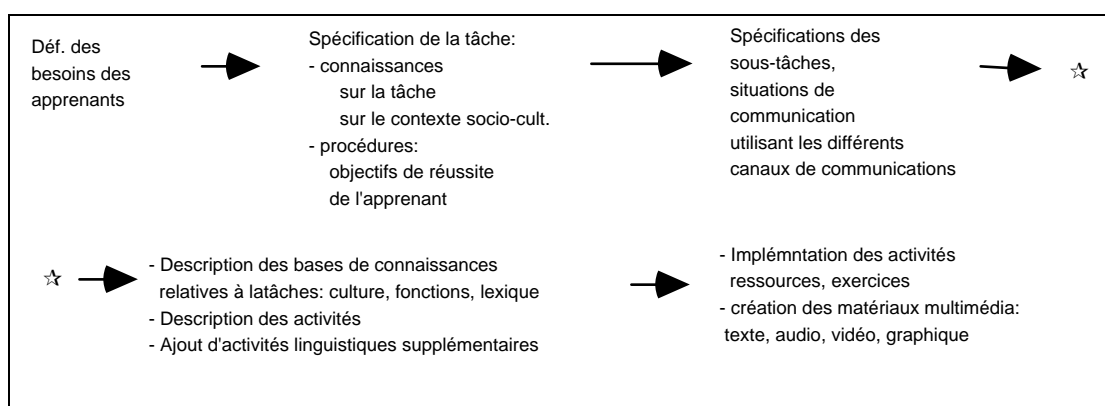 Déf. des
besoins des
apprenants
Spécification de la tâche:
- connaissances
sur la tâche
sur le contexte socio-cult.
- procédures:
objectifs de réussite
de l'apprenant
Spécifications des
sous-tâches,
situations de
communication
utilisant les différents
canaux de communications
- Description des bases de connaissances
relatives à latâches: culture, fonctions, lexique
- Description des activités
- Ajout d'activités linguistiques supplémentaires
- Implémntation des activités
ressources, exercices
- création des matériaux multimédia:
texte, audio, vidéo, graphique